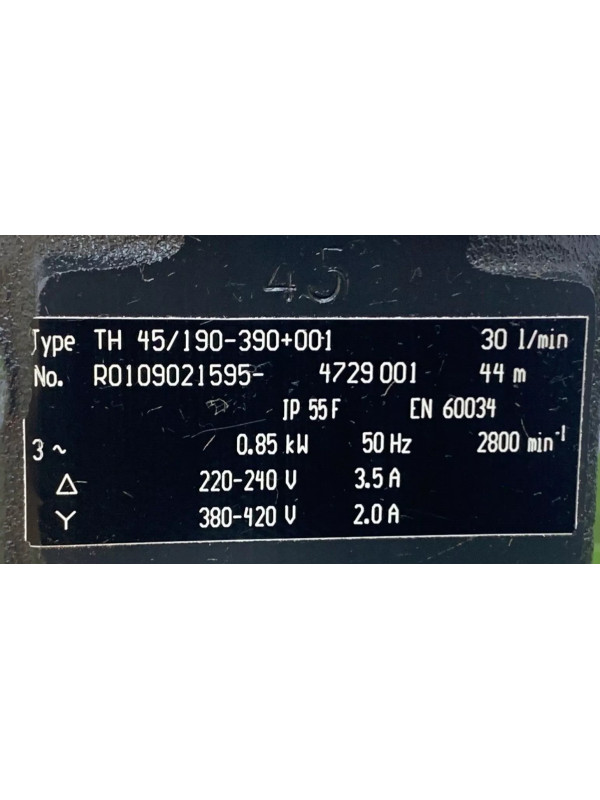 45
Type TH 45/190-390+001 30 l/min
No. R0109021595- 4729 001 44 m
IP 55 F EN 60034
3 ~ 0.85 kW 50 Hz 2800 min⁻¹
△ 220-240 V 3.5 A
Y 380-420 V 2.0 A